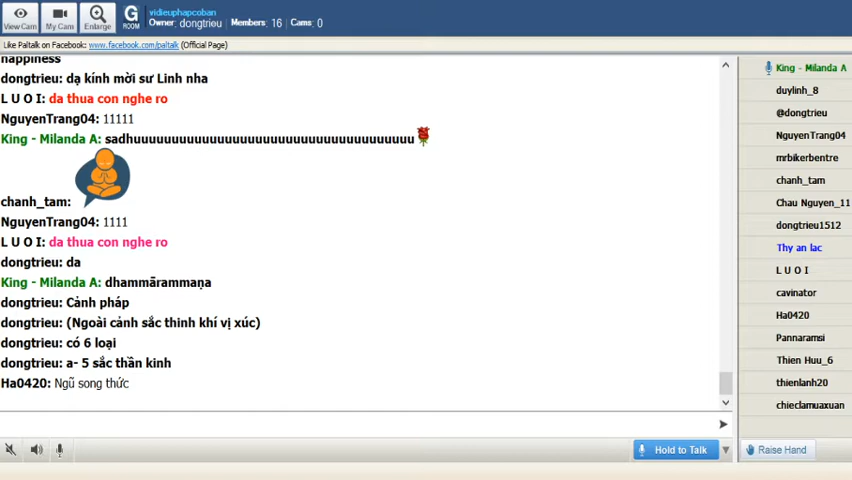 View Cam
My Cam
Enlarge
G
ROOM
vidieuphapcoban
Owner: dongtrieu Members: 16 Cams: 0
Like Paltalk on Facebook: www.facebook.com/paltalk (Official Page)
happiness
dongtrieu: dạ kính mời sư Linh nha
L U O I: da thua con nghe ro
NguyenTrang04: 11111
King - Milanda A: sadhuuuuuuuuuuuuuuuuuuuuuuuuuuuuuuuuuuuuu
chanh_tam:
NguyenTrang04: 1111
L U O I: da thua con nghe ro
dongtrieu: da
King - Milanda A: dhammārammaṇa
dongtrieu: Cảnh pháp
dongtrieu: (Ngoài cảnh sắc thinh khí vị xúc)
dongtrieu: có 6 loại
dongtrieu: a- 5 sắc thần kinh
Ha0420: Ngũ song thức
King - Milanda A
duylinh_8
@dongtrieu
NguyenTrang04
mrbikerbentre
chanh_tam
Chau Nguyen_11
dongtrieu1512
Thy an lac
L U O I
cavinator
Ha0420
Pannaramsi
Thien Huu_6
thienlanh20
chieclamuaxuan
Hold to Talk
Raise Hand